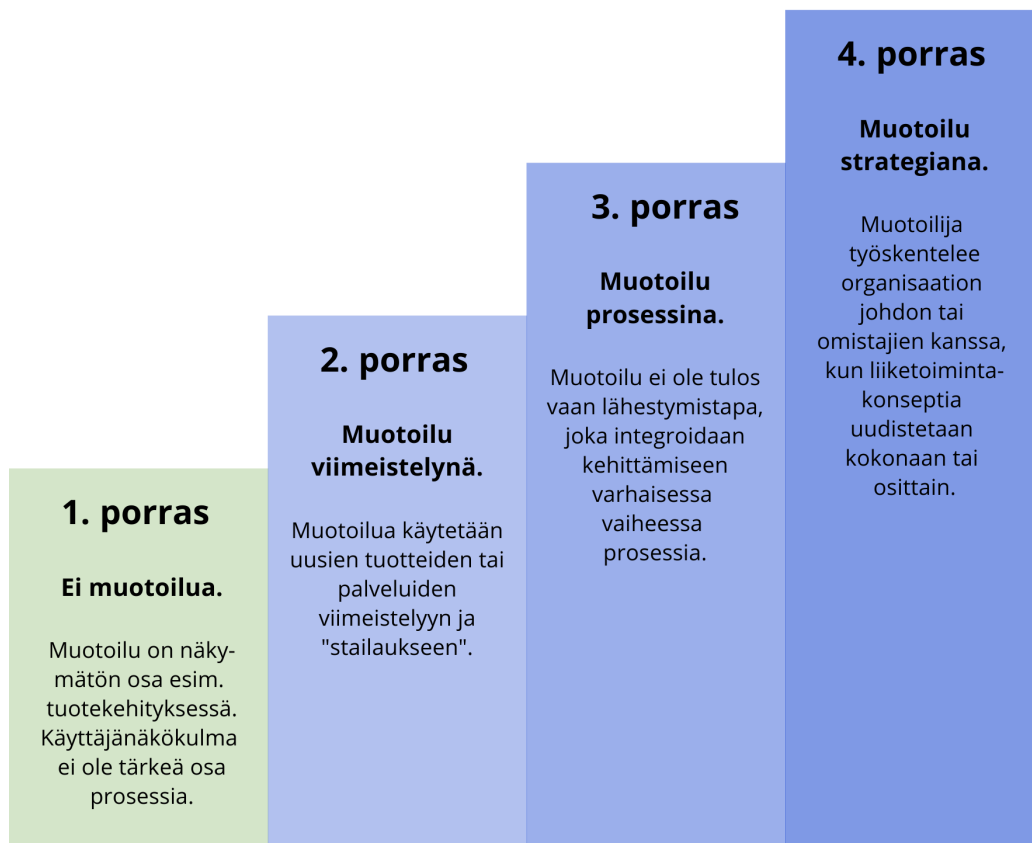 1. porras
Ei muotoilua.
Muotoilu on näky-
mätön osa esim.
tuotekehityksessä.
Käyttäjänäkökulma
ei ole tärkeä osa
prosessia.
2. porras
Muotoilu
viimeistelynä.
Muotoilua käytetään
uusien tuotteiden tai
palveluiden
viimeistelyyn ja
"stailaukseen".
3. porras
Muotoilu
prosessina.
Muotoilu ei ole tulos
vaan lähestymistapa,
joka integroidaan
kehittämiseen
varhaisessa
vaiheessa
prosessia.
4. porras
Muotoilu
strategiana.
Muotoilija
työskentelee
organisaation
johdon tai
omistajien kanssa,
kun liiketoiminta-
konseptia
uudistetaan
kokonaan tai
osittain.